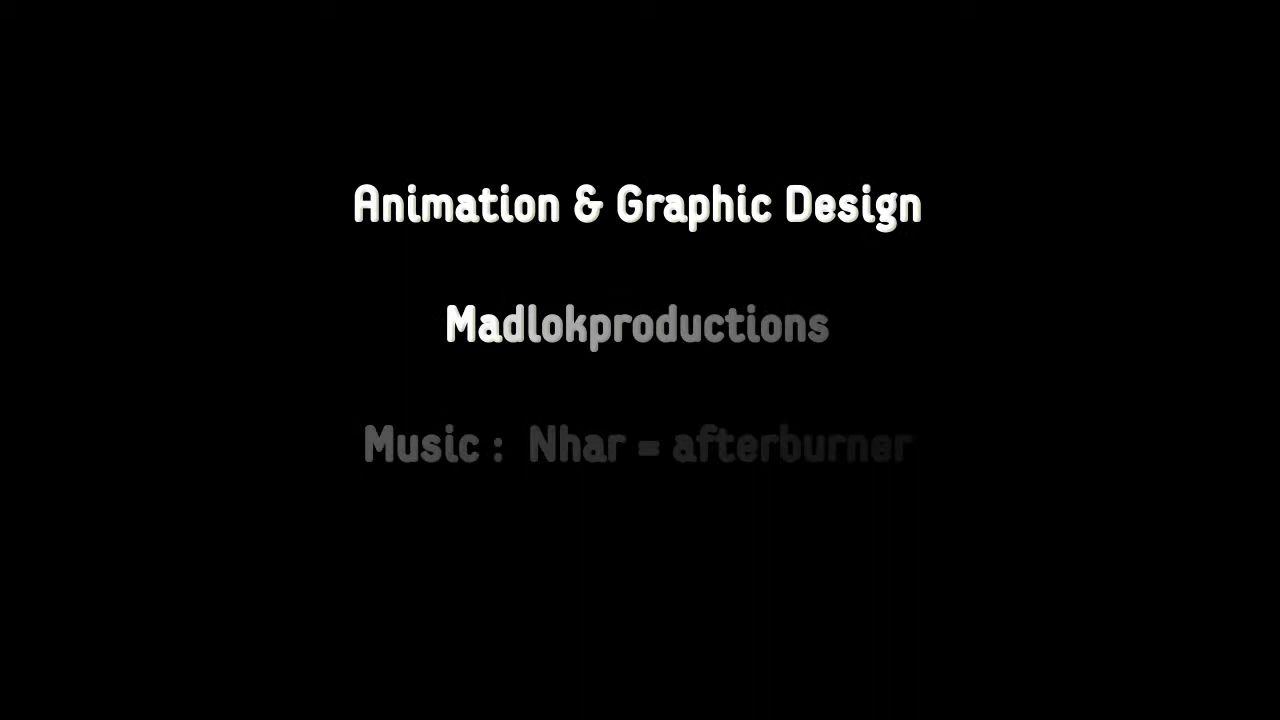 Animation & Graphic Design
Madlokproductions
Music : Nhar = afterburner